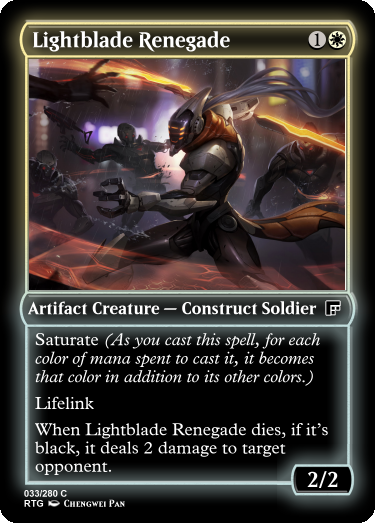 Lightblade Renegade 1
Artifact Creature — Construct Soldier
Saturate (As you cast this spell, for each
color of mana spent to cast it, it becomes
that color in addition to its other colors.)
Lifelink
When Lightblade Renegade dies, if it's
black, it deals 2 damage to target
opponent.
2/2
033/280 C
RTG Chengwei Pan